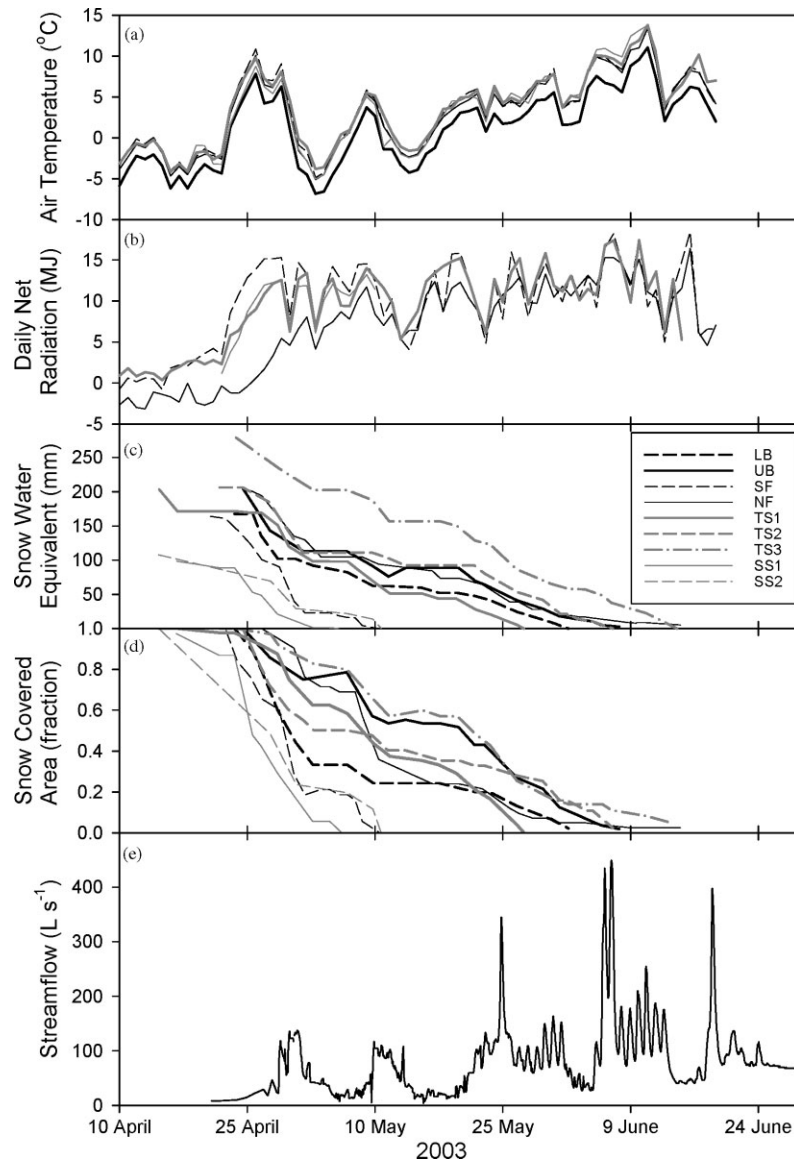 (a)
Air Temperature (°C)
15
10
5
0
-5
-10
(b)
Daily Net
Radiation (MJ)
15
10
5
0
-5
(c)
Snow Water
Equivalent (mm)
250
200
150
100
50
LB
UB
SF
NF
TS1
TS2
TS3
SS1
SS2
(d)
Snow Covered
Area (fraction)
1.0
0.8
0.6
0.4
0.2
0.0
(e)
Streamflow (L s⁻¹)
400
300
200
100
0
10 April
25 April
10 May
25 May
9 June
24 June
2003